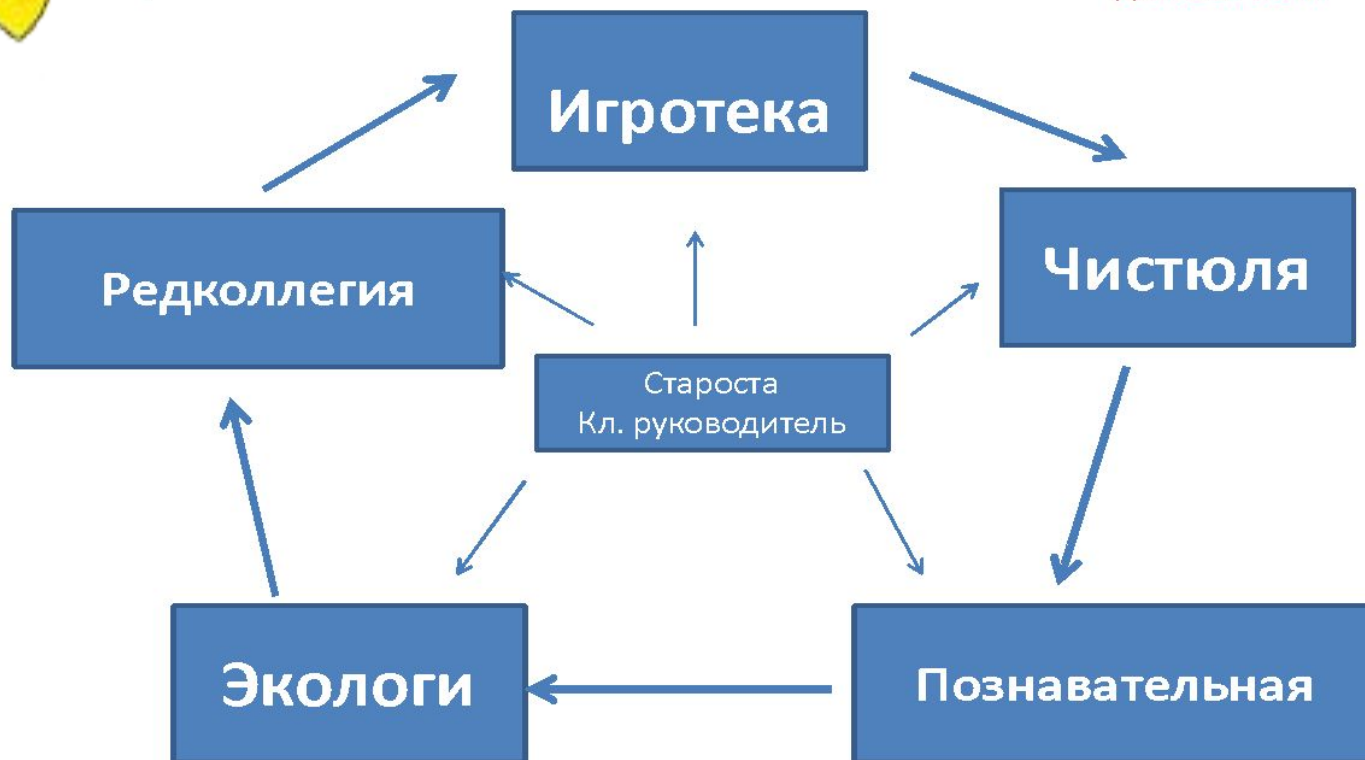 Игротека
Чистюля
Редколлегия
Староста
Кл. руководитель
Экологи
Познавательная